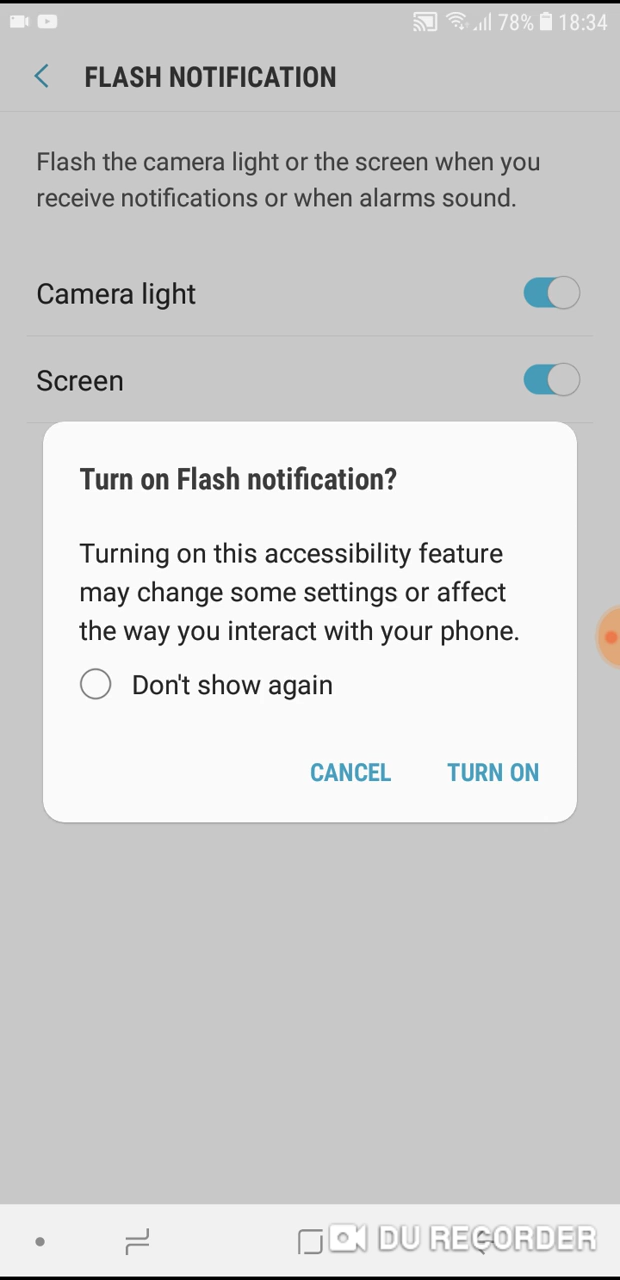 78% 18:34
FLASH NOTIFICATION
Flash the camera light or the screen when you
receive notifications or when alarms sound.
Camera light
Screen
Turn on Flash notification?
Turning on this accessibility feature
may change some settings or affect
the way you interact with your phone.
Don't show again
CANCEL TURN ON
DU RECORDER